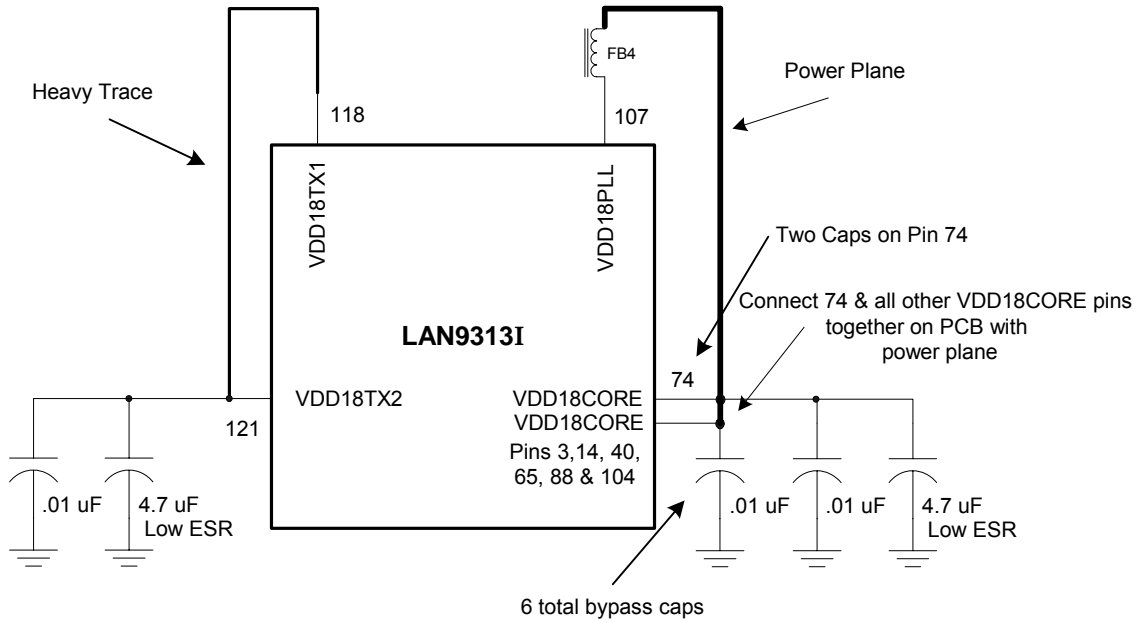 FB4
Power Plane
Heavy Trace
118
107
VDD18TX1
VDD18PLL
Two Caps on Pin 74
Connect 74 & all other VDD18CORE pins
together on PCB with
power plane
LAN9313I
74
VDD18TX2
VDD18CORE
VDD18CORE
121
Pins 3,14, 40,
65, 88 & 104
.01 uF
4.7 uF
Low ESR
.01 uF
.01 uF
4.7 uF
Low ESR
6 total bypass caps